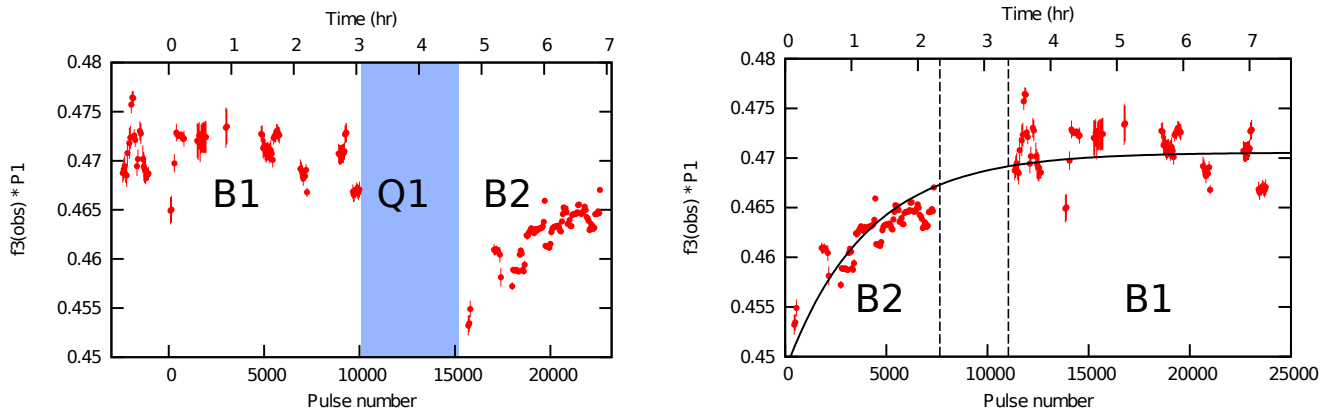 Time (hr)
0 1 2 3 4 5 6 7
0.48
0.475
0.47
0.465
0.46
0.455
0.45
f3(obs) * P1
B1 Q1 B2
0 5000 10000 15000 20000
Pulse number
Time (hr)
0 1 2 3 4 5 6 7
0.48
0.475
0.47
0.465
0.46
0.455
0.45
f3(obs) * P1
B2 B1
0 5000 10000 15000 20000 25000
Pulse number